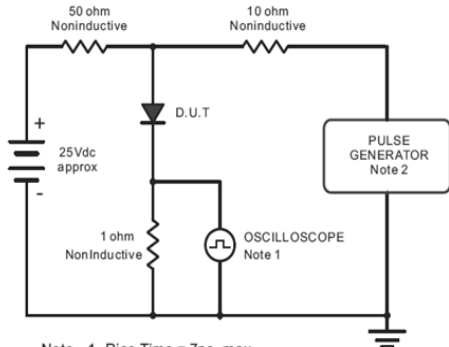 50 ohm
Noninductive
10 ohm
Noninductive
D.U.T
+
25Vdc
approx
-
PULSE
GENERATOR
Note 2
1 ohm
NonInductive
OSCILLOSCOPE
Note 1